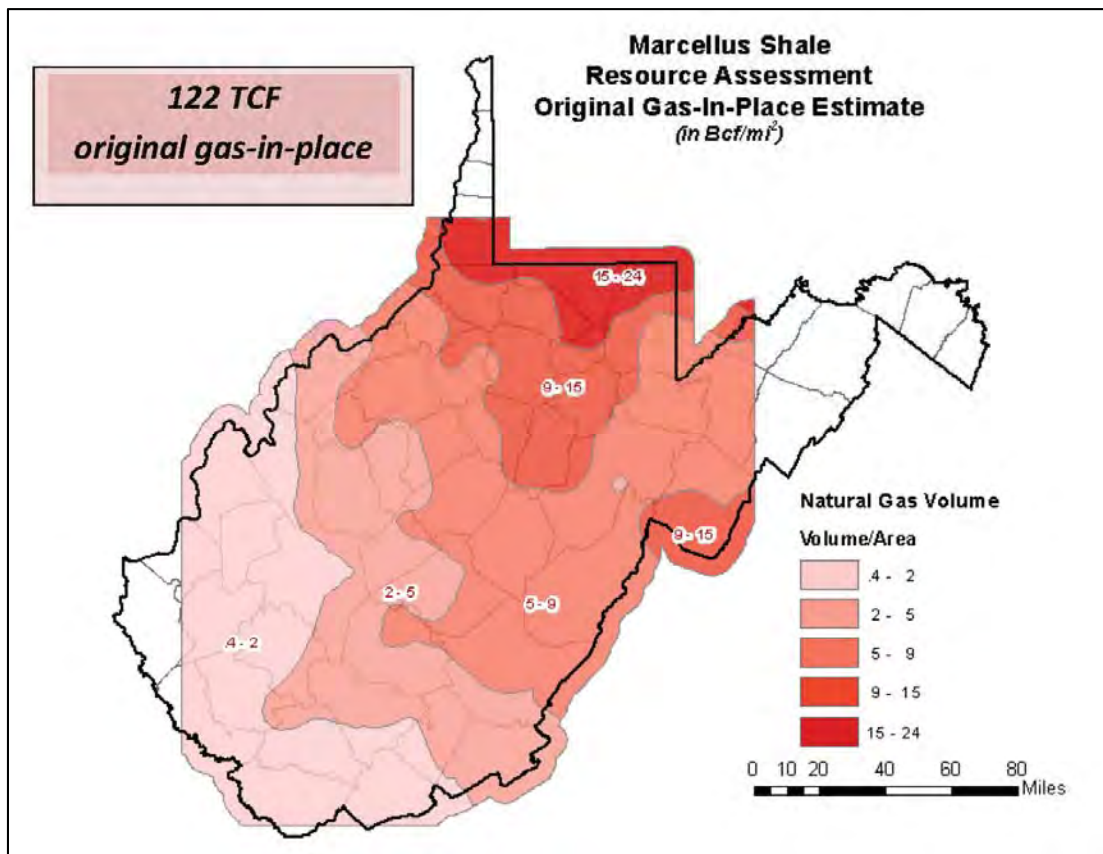 122 TCF
original gas-in-place
Marcellus Shale
Resource Assessment
Original Gas-In-Place Estimate
(in Bcf/mi²)
15 - 24
9 - 15
9 - 15
2 - 5
5 - 9
.4 - 2
Natural Gas Volume
Volume/Area
.4 - 2
2 - 5
5 - 9
9 - 15
15 - 24
0 10 20 40 60 80
Miles